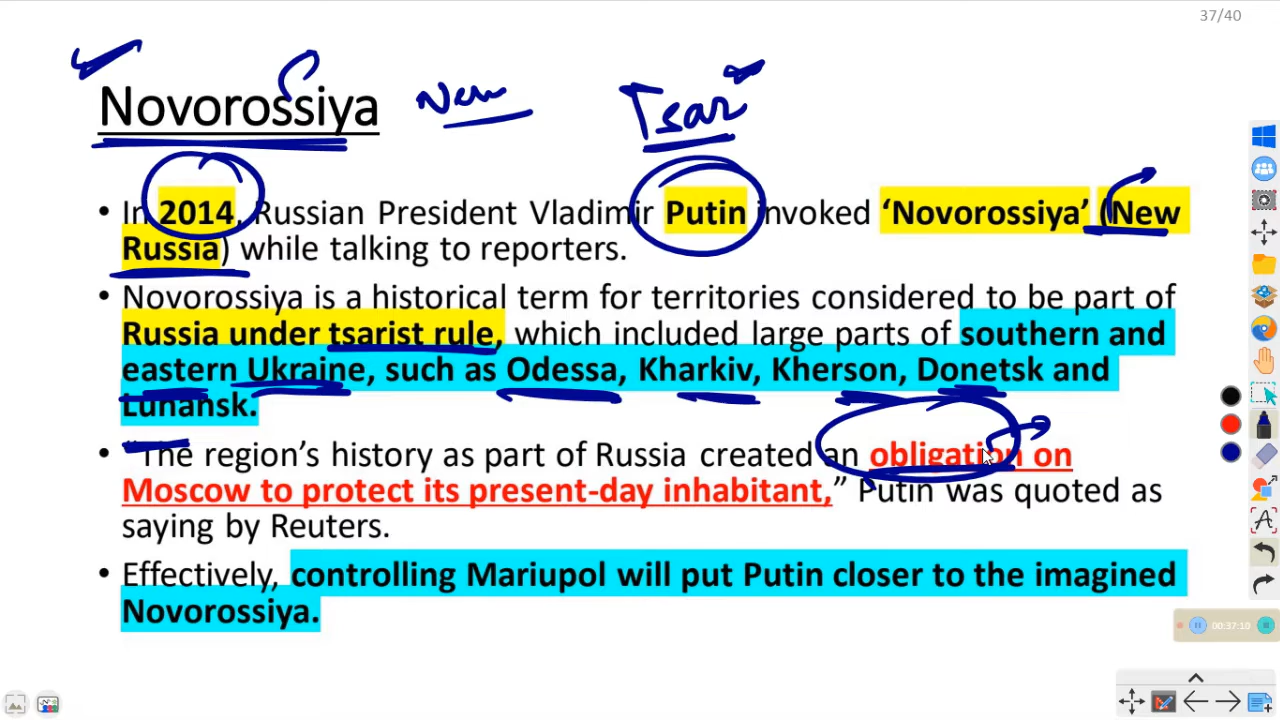 37/40
Novorossiya New Tsar
• In 2014, Russian President Vladimir Putin invoked ‘Novorossiya’ (New
Russia) while talking to reporters.
• Novorossiya is a historical term for territories considered to be part of
Russia under tsarist rule, which included large parts of southern and
eastern Ukraine, such as Odessa, Kharkiv, Kherson, Donetsk and
Luhansk.
• “The region’s history as part of Russia created an obligation on
Moscow to protect its present-day inhabitant,” Putin was quoted as
saying by Reuters.
• Effectively, controlling Mariupol will put Putin closer to the imagined
Novorossiya.
00:37:10